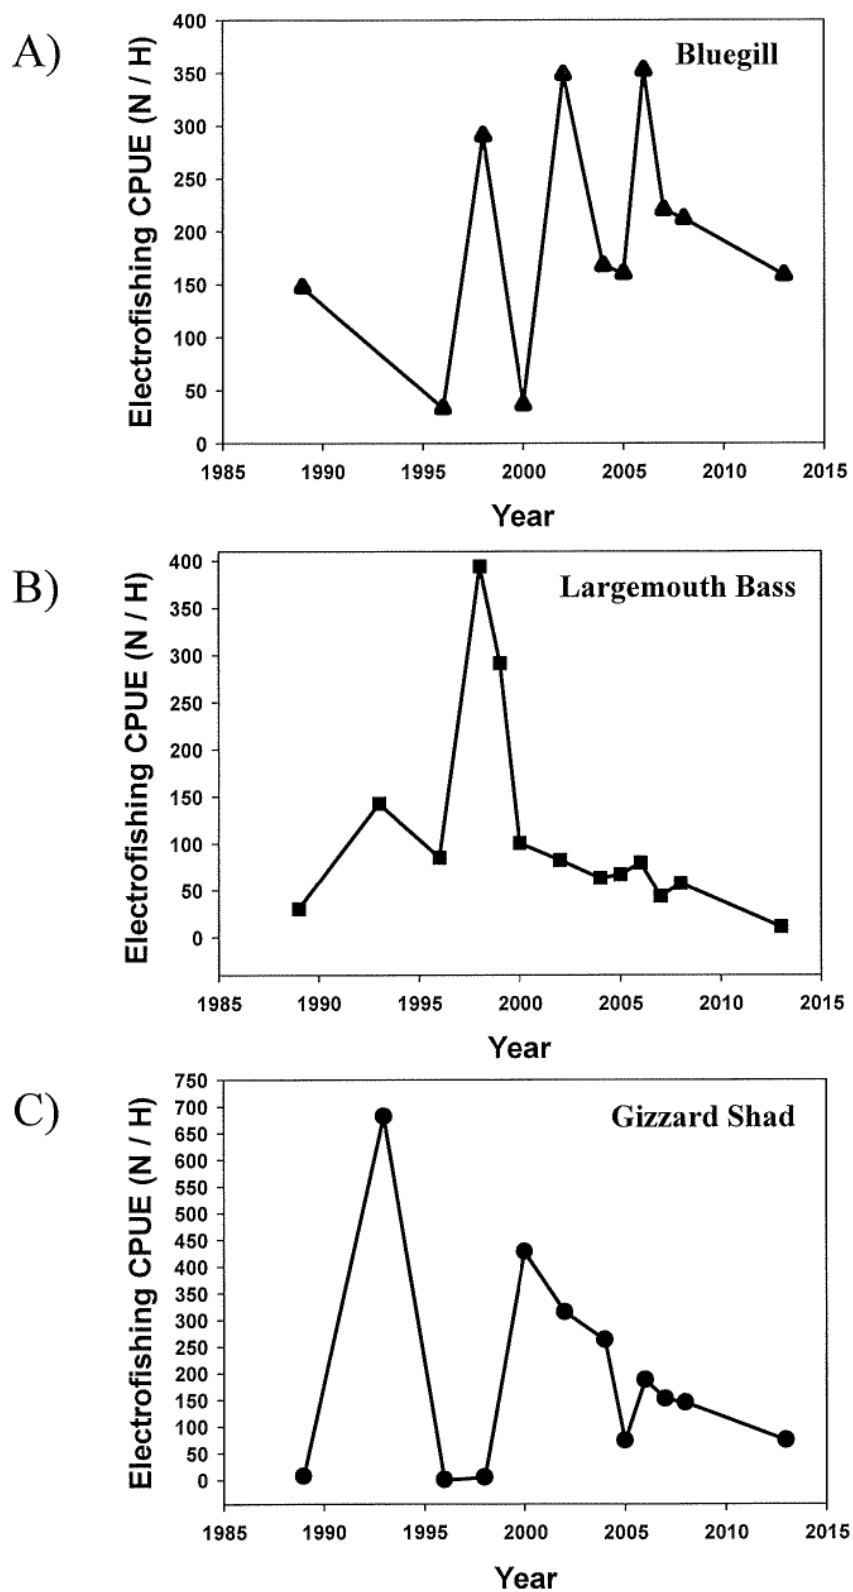 A)
Bluegill
Electrofishing CPUE (N / H)
400
350
300
250
200
150
100
50
0
1985 1990 1995 2000 2005 2010 2015
Year
B)
Largemouth Bass
Electrofishing CPUE (N / H)
400
350
300
250
200
150
100
50
0
1985 1990 1995 2000 2005 2010 2015
Year
C)
Gizzard Shad
Electrofishing CPUE (N / H)
750
700
650
600
550
500
450
400
350
300
250
200
150
100
50
0
1985 1990 1995 2000 2005 2010 2015
Year